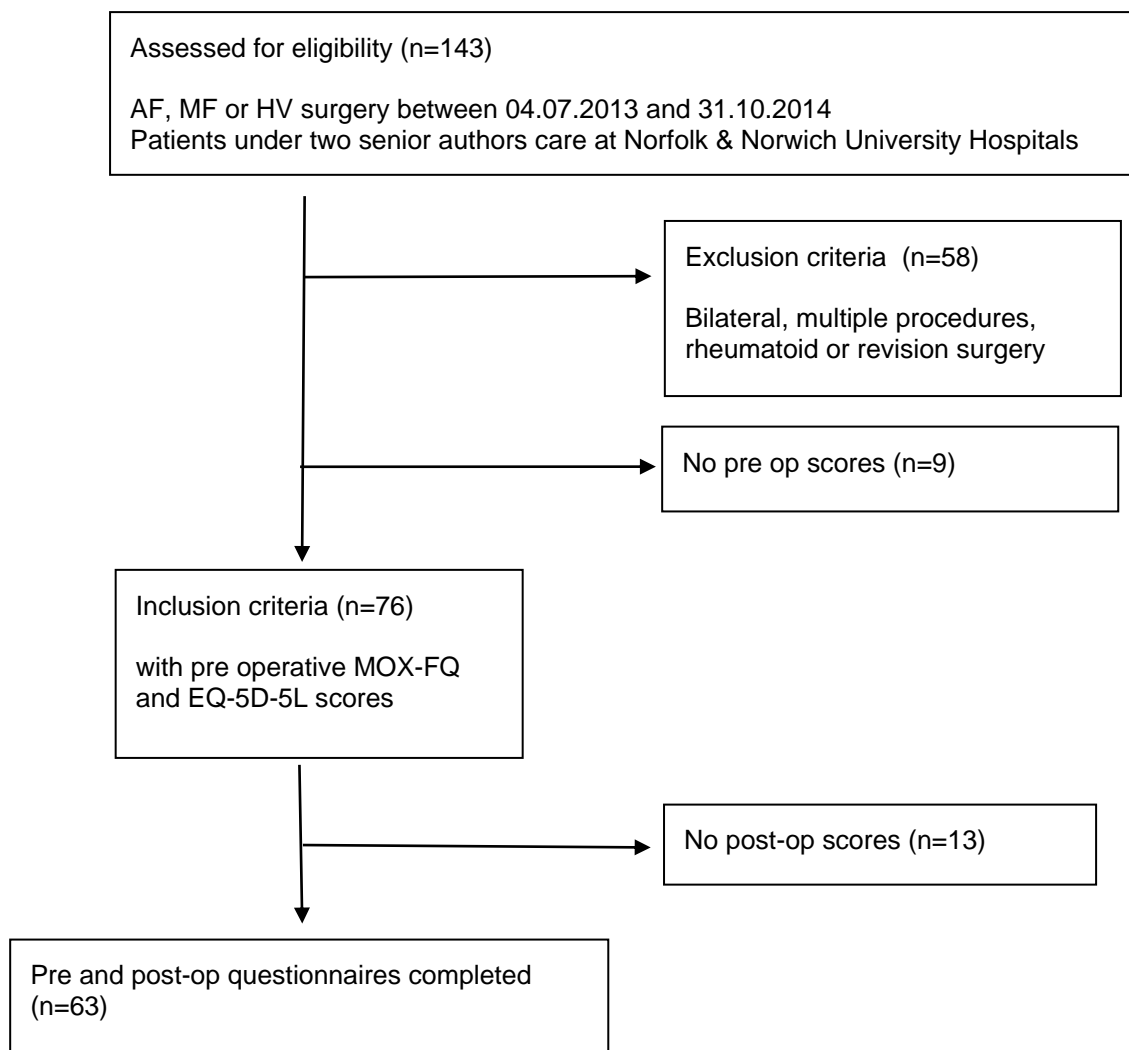 Assessed for eligibility (n=143)
AF, MF or HV surgery between 04.07.2013 and 31.10.2014
Patients under two senior authors care at Norfolk & Norwich University Hospitals
Exclusion criteria  (n=58)
Bilateral, multiple procedures,
rheumatoid or revision surgery
No pre op scores (n=9)
Inclusion criteria (n=76)
with pre operative MOX-FQ
and EQ-5D-5L scores
No post-op scores (n=13)
Pre and post-op questionnaires completed
(n=63)